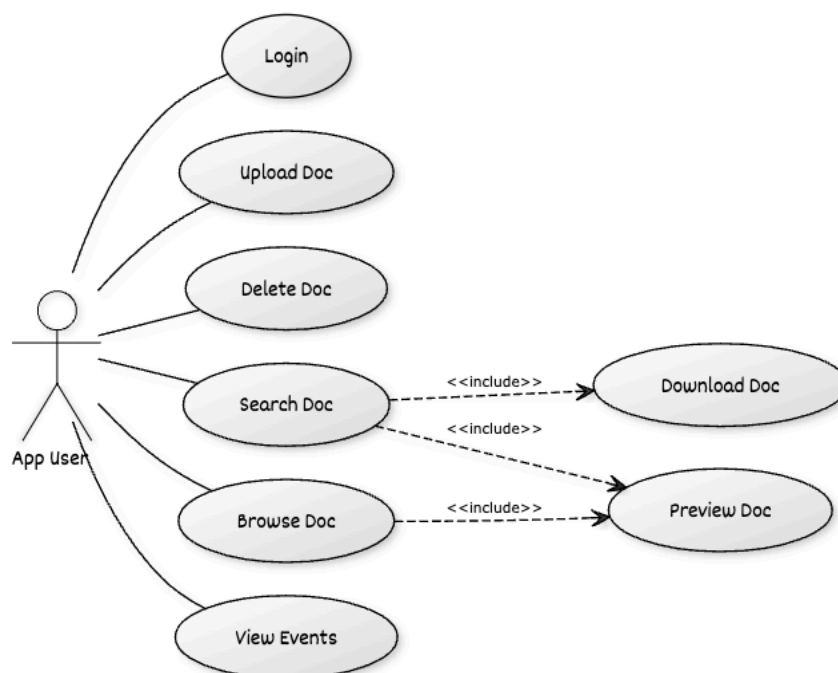 Login
Upload Doc
Delete Doc
Search Doc
<<include>>
Download Doc
<<include>>
App User
Browse Doc
<<include>>
Preview Doc
View Events